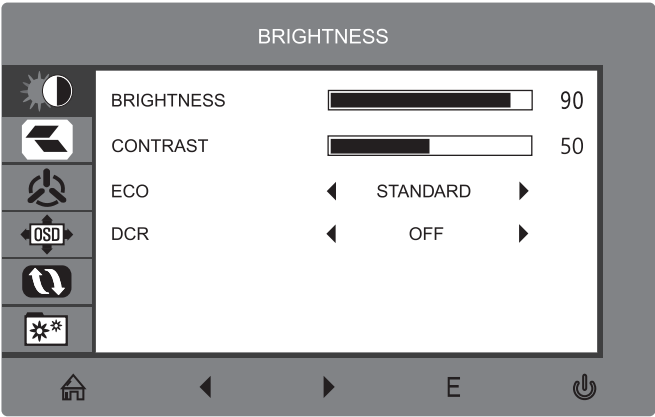 BRIGHTNESS
BRIGHTNESS 90
CONTRAST 50
ECO STANDARD
DCR OFF
OSD
E